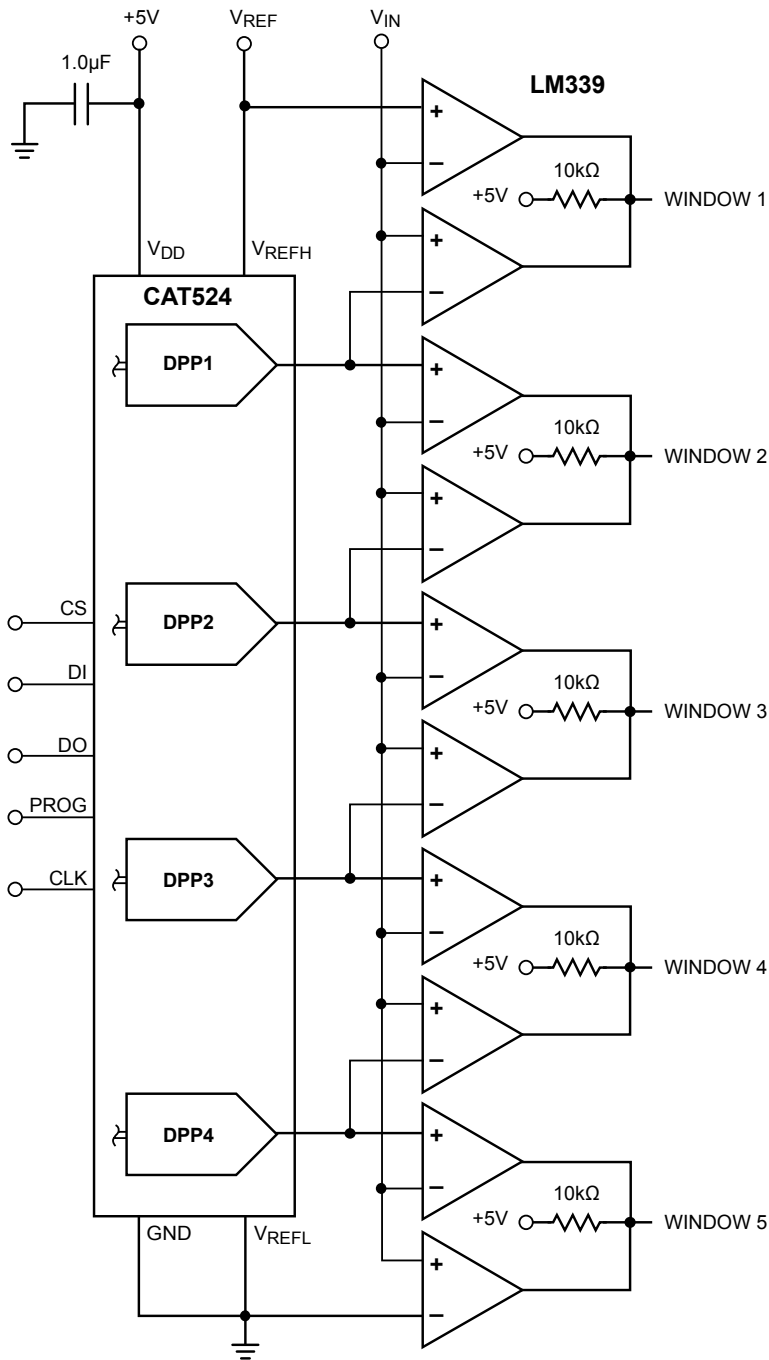 +5V
VREF
VIN
1.0µF
LM339
+
−
10kΩ
+5V
WINDOW 1
+
−
VDD
VREFH
CAT524
DPP1
+
−
10kΩ
+5V
WINDOW 2
+
−
CS
DPP2
+
−
DI
10kΩ
+5V
WINDOW 3
DO
+
−
PROG
CLK
DPP3
+
−
10kΩ
+5V
WINDOW 4
+
−
DPP4
+
−
10kΩ
+5V
WINDOW 5
GND
VREFL
+
−